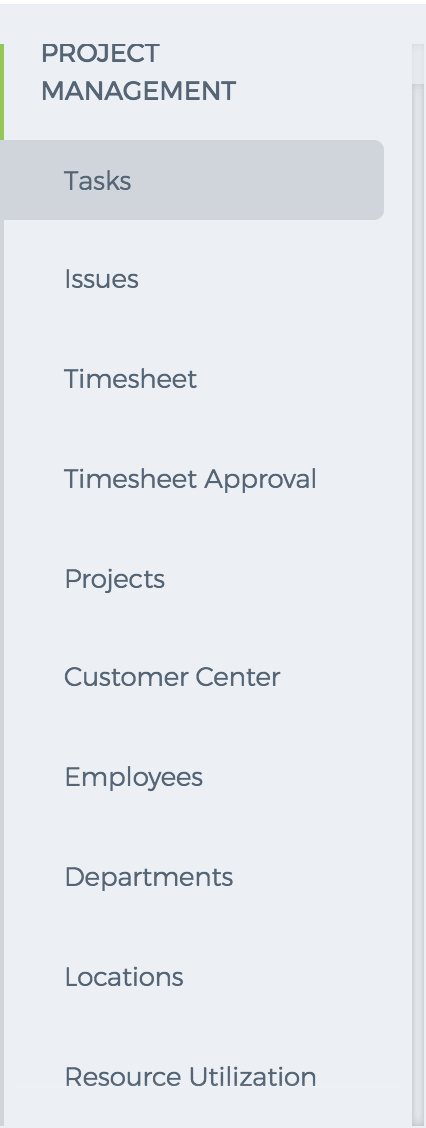 PROJECT
MANAGEMENT
Tasks
Issues
Timesheet
Timesheet Approval
Projects
Customer Center
Employees
Departments
Locations
Resource Utilization